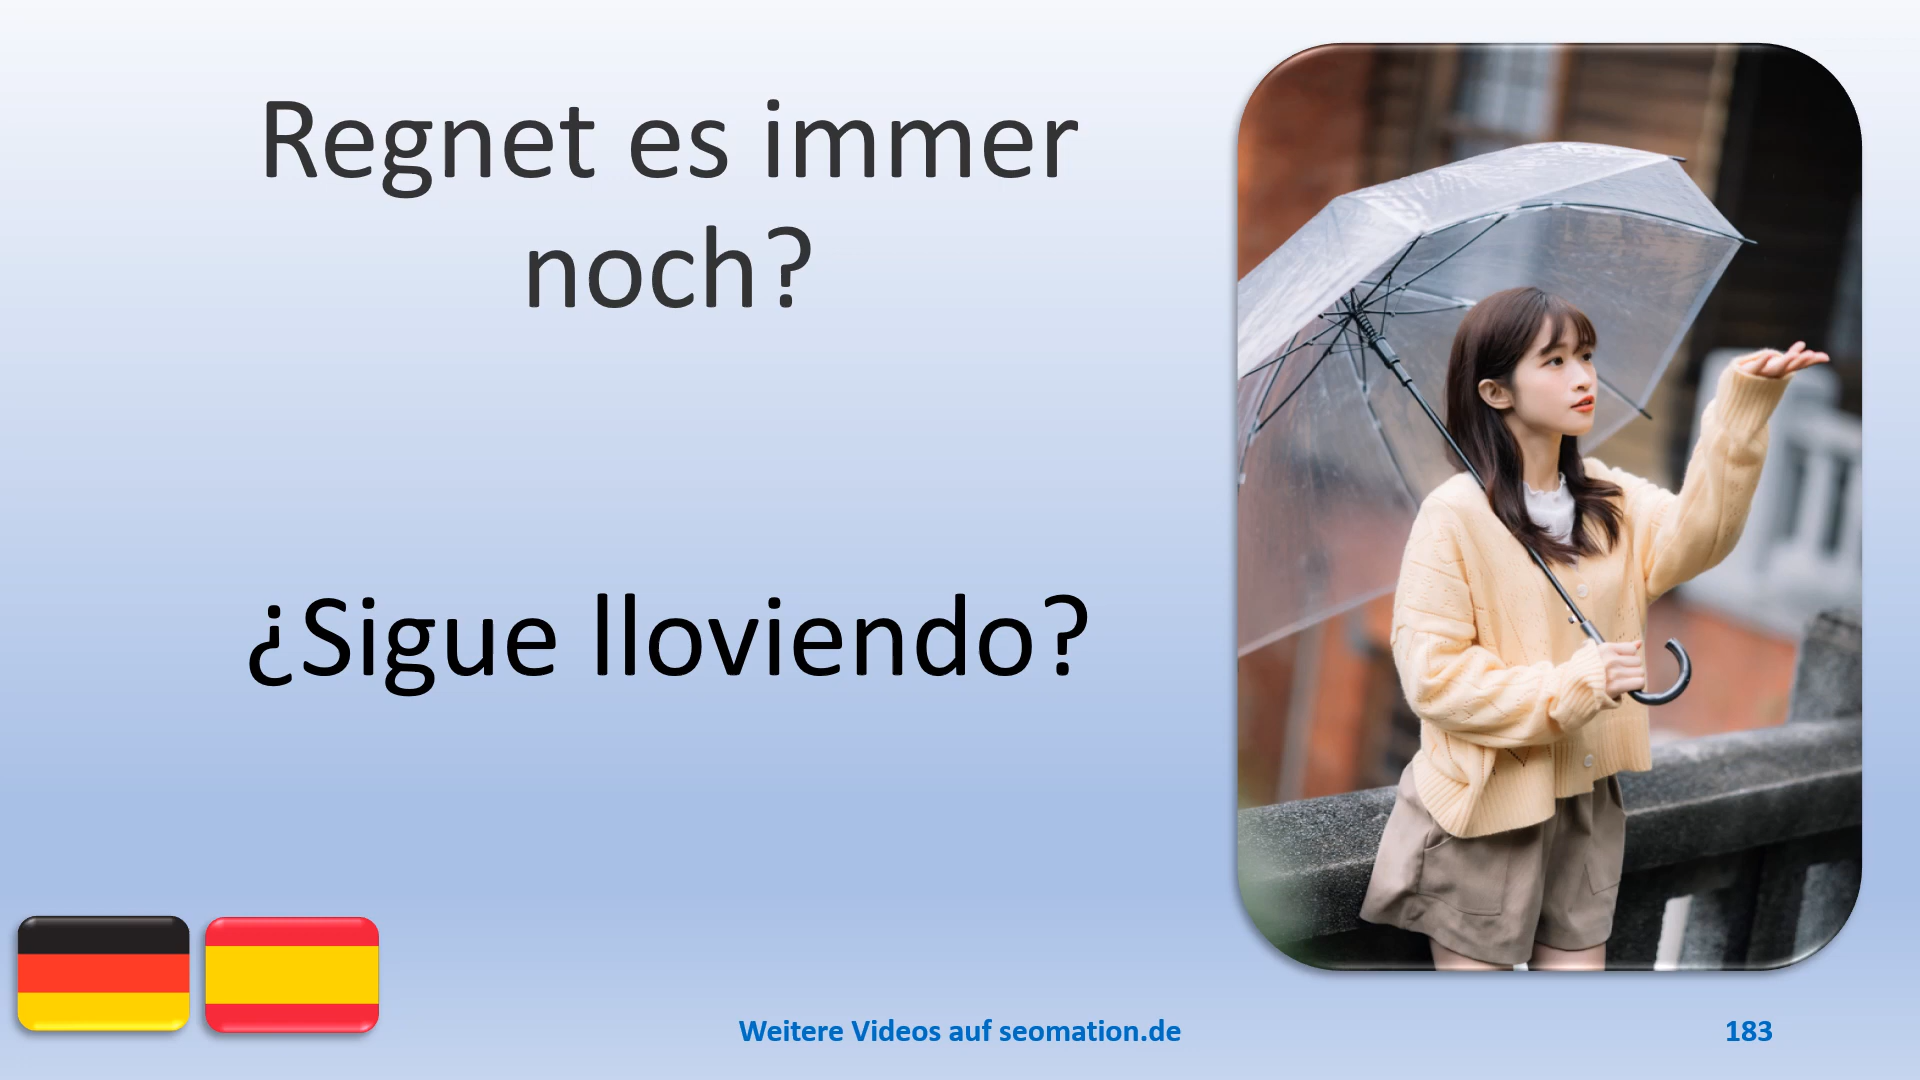 Regnet es immer
noch?
¿Sigue lloviendo?
Weitere Videos auf seomation.de
183